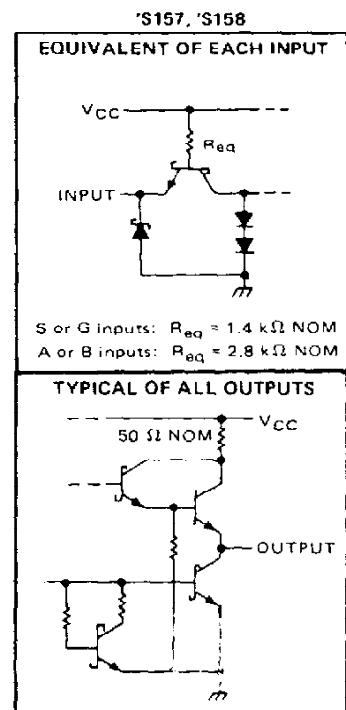 'S157, 'S158
EQUIVALENT OF EACH INPUT
VCC
Req
INPUT
S or G inputs: Req = 1.4 kΩ NOM
A or B inputs: Req = 2.8 kΩ NOM
TYPICAL OF ALL OUTPUTS
VCC
50 Ω NOM
OUTPUT